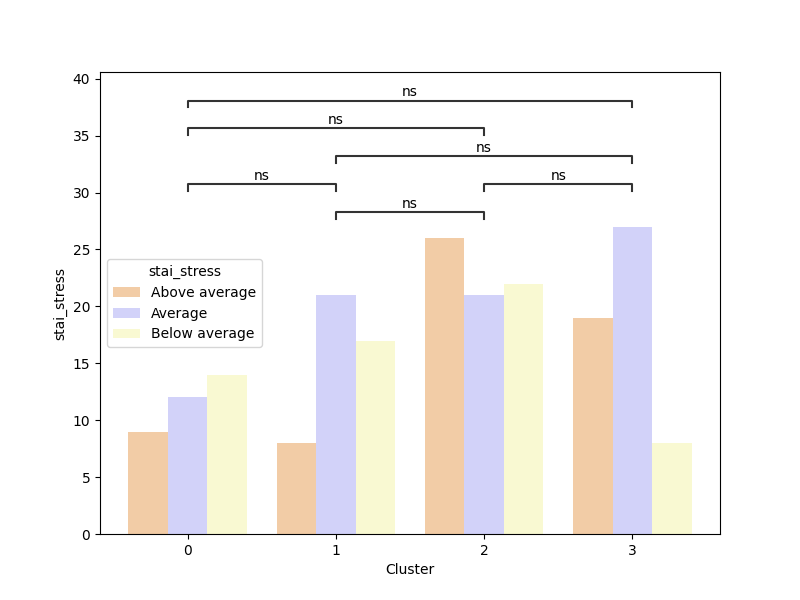 40
ns
ns
35
ns
30
ns
ns
ns
25
stai_stress
Above average
Average
Below average
stai_stress
20
15
10
5
0
0 1 2 3
Cluster